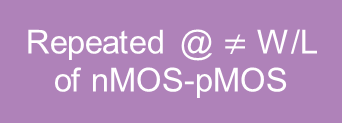 Repeated @ ≠ W/L
of nMOS-pMOS